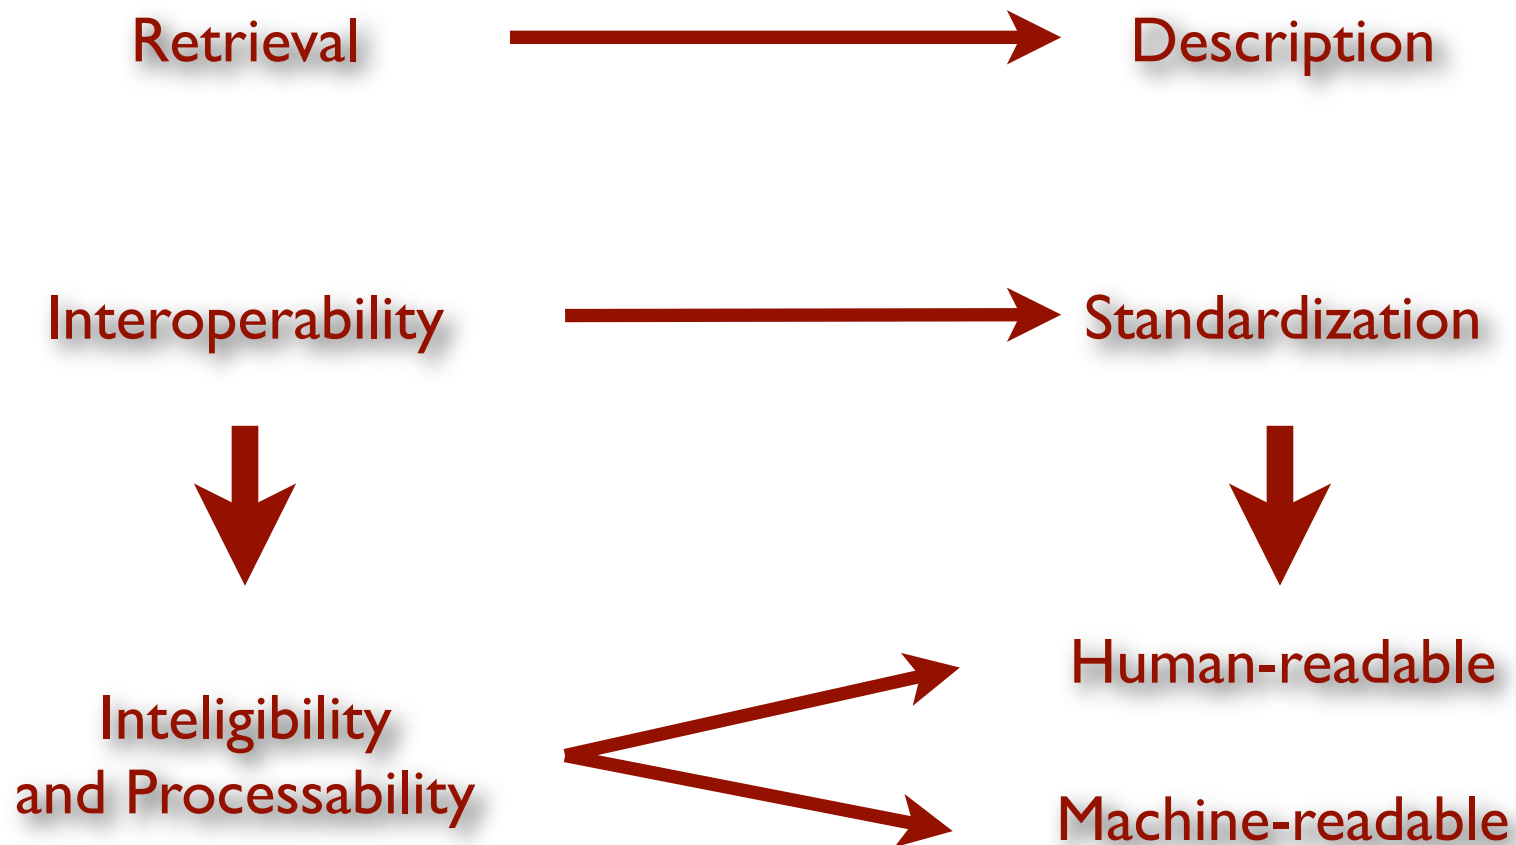 Retrieval
Description
Interoperability
Standardization
Human-readable
Inteligibility
and Processability
Machine-readable